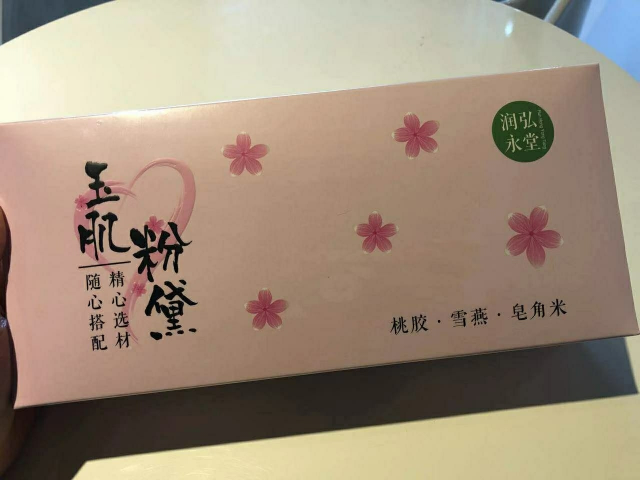 玉肌
粉黛
精心选材
随心搭配
润弘
永堂
桃胶·雪燕·皂角米